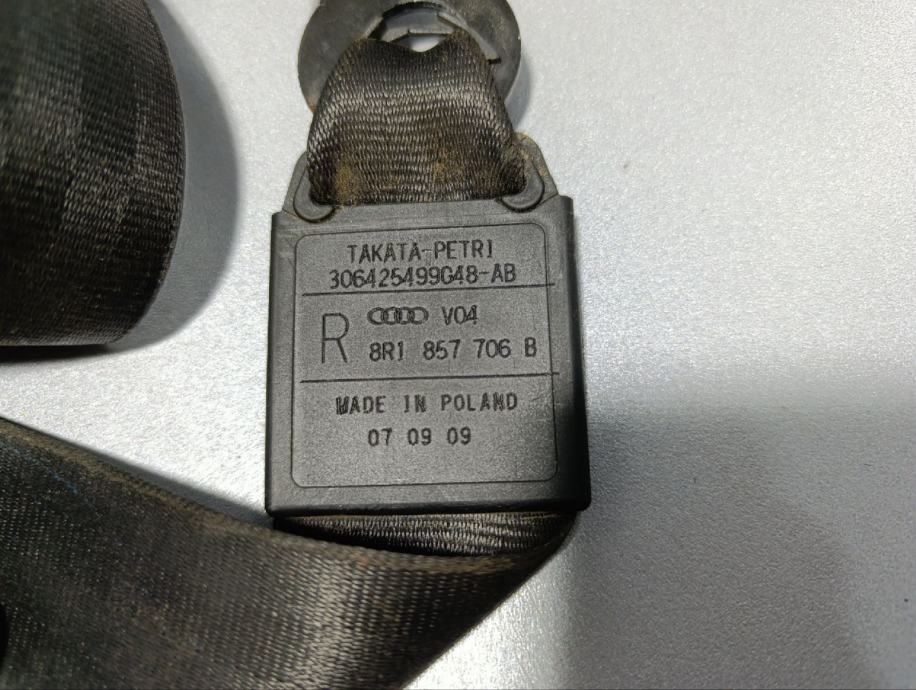 TAKATA-PETRI
306425499G48-AB
R V04
8R1 857 706 B
MADE IN POLAND
07 09 09